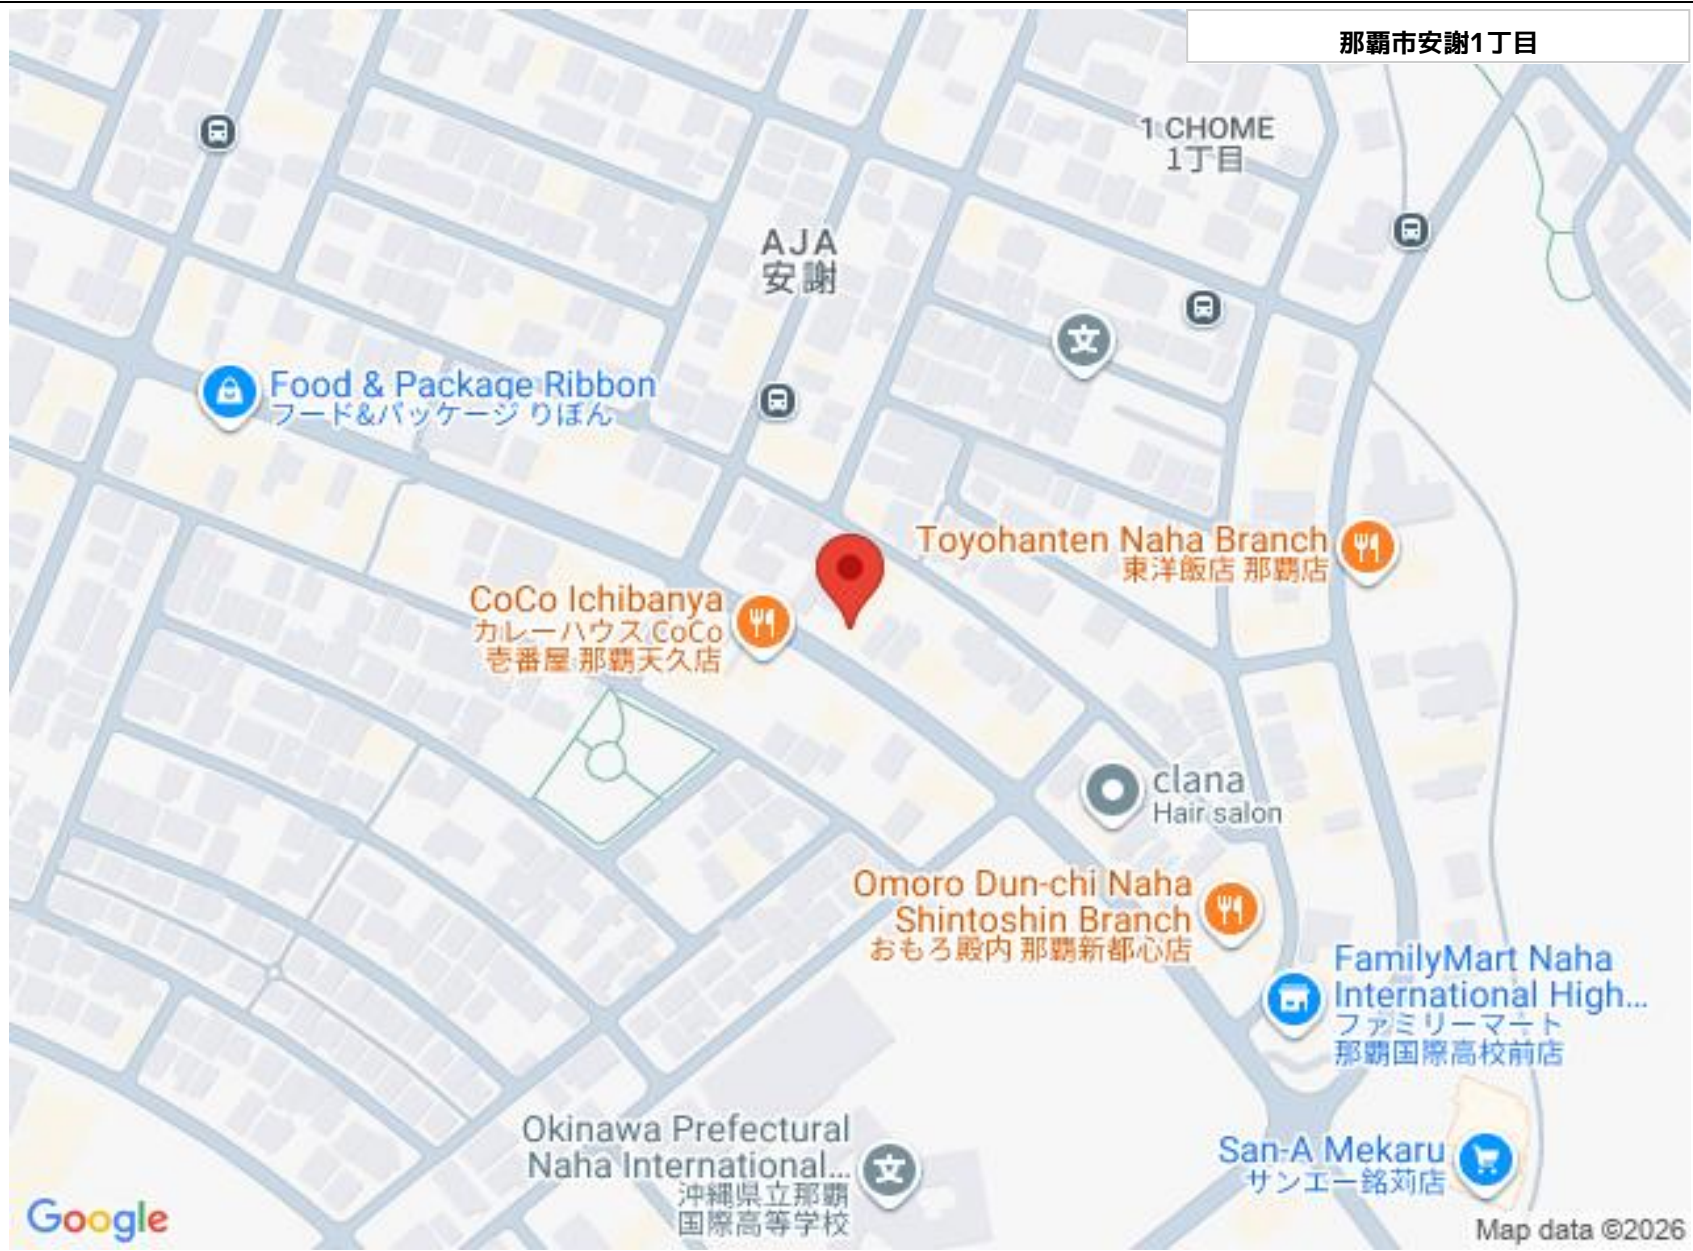 那覇市安謝1丁目
1 CHOME
1丁目
AJA
安謝
Food & Package Ribbon
フード&パッケージ りぼん
Toyohanten Naha Branch
東洋飯店 那覇店
CoCo Ichibanya
カレーハウス CoCo
壱番屋 那覇天久店
clana
Hair salon
Omoro Dun-chi Naha
Shintoshin Branch
おもろ殿内 那覇新都心店
FamilyMart Naha
International High...
ファミリーマート
那覇国際高校前店
Okinawa Prefectural
Naha International...
沖縄県立那覇
国際高等学校
San-A Mekaru
サンエー銘苅店
Google
Map data ©2026
文
文